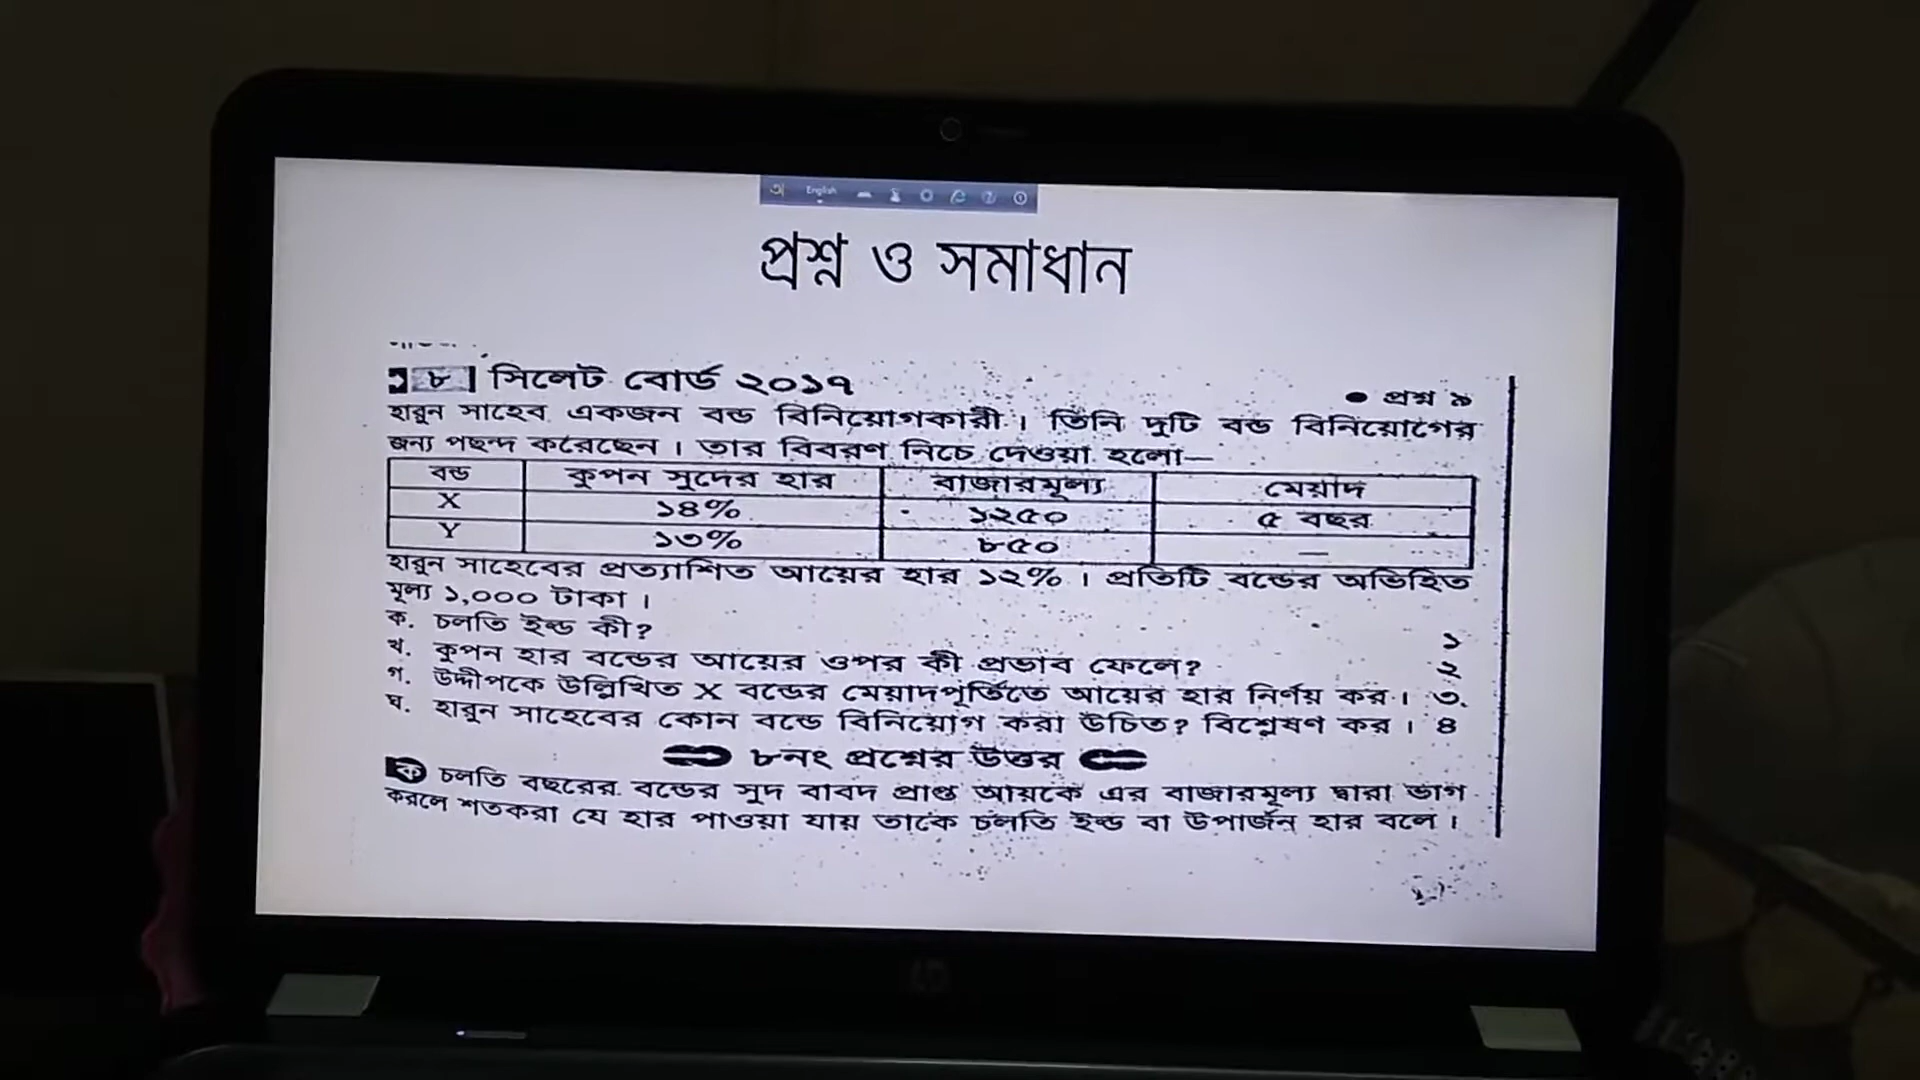 অ English
প্রশ্ন ও সমাধান
৮ সিলেট বোর্ড ২০১৭
● প্রশ্ন ৯
হারুন সাহেব একজন বন্ড বিনিয়োগকারী। তিনি দুটি বন্ড বিনিয়োগের
জন্য পছন্দ করেছেন। তার বিবরণ নিচে দেওয়া হলো—
বন্ড কুপন সুদের হার বাজারমূল্য মেয়াদ
X ১৪% ১২৫০ ৫ বছর
Y ১৩% ৮৫০ —
হারুন সাহেবের প্রত্যাশিত আয়ের হার ১২%। প্রতিটি বন্ডের অভিহিত
মূল্য ১,০০০ টাকা।
ক. চলতি ইল্ড কী? ১
খ. কুপন হার বন্ডের আয়ের ওপর কী প্রভাব ফেলে? ২
গ. উদ্দীপকে উল্লিখিত X বন্ডের মেয়াদপূর্তিতে আয়ের হার নির্ণয় কর। ৩
ঘ. হারুন সাহেবের কোন বন্ডে বিনিয়োগ করা উচিত? বিশ্লেষণ কর। ৪
৮নং প্রশ্নের উত্তর
ক চলতি বছরের বন্ডের সুদ বাবদ প্রাপ্ত আয়কে এর বাজারমূল্য দ্বারা ভাগ
করলে শতকরা যে হার পাওয়া যায় তাকে চলতি ইল্ড বা উপার্জন হার বলে।
hp